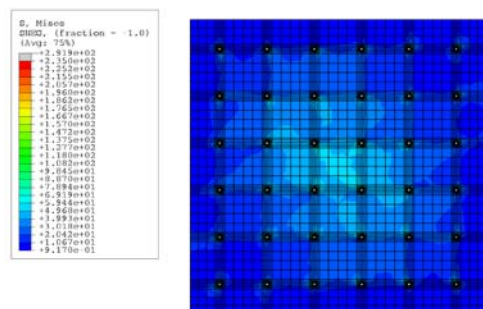 S, Mises
SNEG, (fraction = -1.0)
(Avg: 75%)
+2.919e+02
+2.350e+02
+2.252e+02
+2.155e+02
+2.057e+02
+1.960e+02
+1.862e+02
+1.765e+02
+1.667e+02
+1.570e+02
+1.472e+02
+1.375e+02
+1.277e+02
+1.180e+02
+1.082e+02
+9.845e+01
+8.870e+01
+7.894e+01
+6.919e+01
+5.944e+01
+4.968e+01
+3.993e+01
+3.018e+01
+2.042e+01
+1.067e+01
+9.170e-01